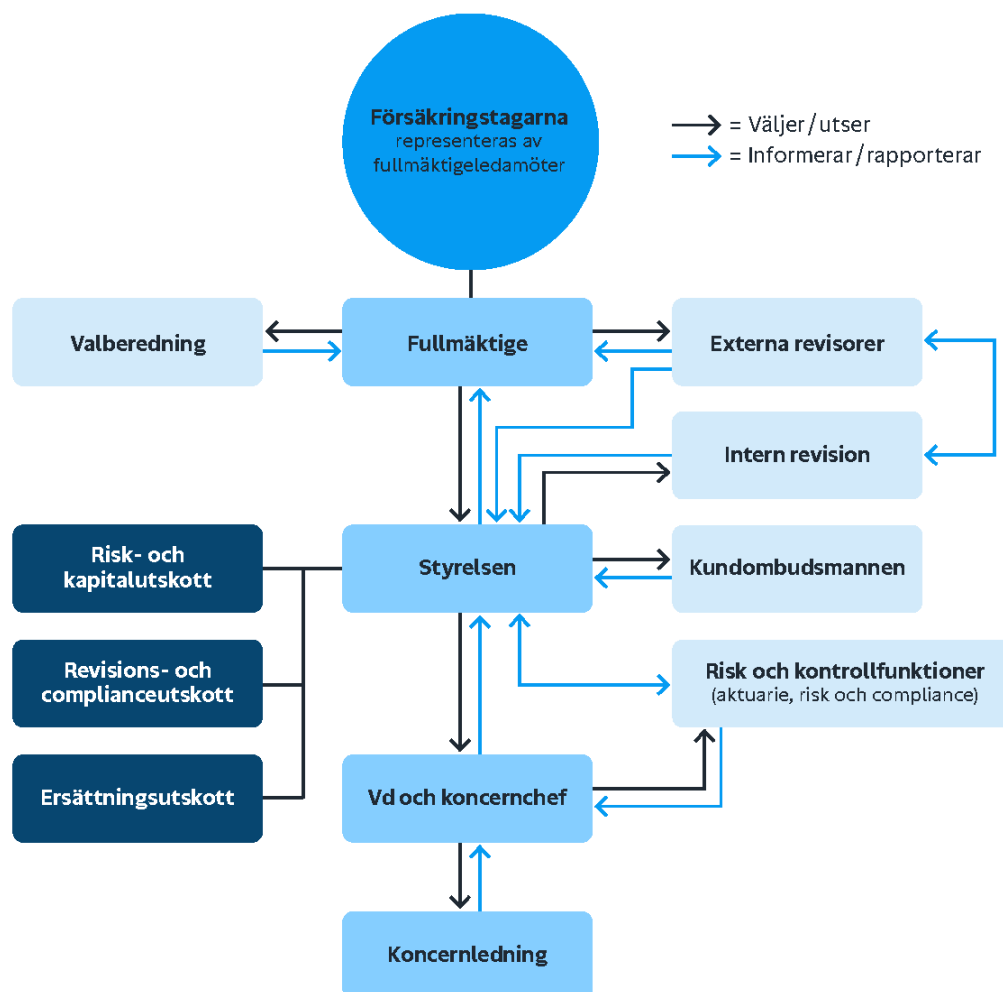 Försäkringstagarna
representeras av
fullmäktigeledamöter
= Väljer/utser
= Informerar/rapporterar
Valberedning
Fullmäktige
Externa revisorer
Intern revision
Risk- och
kapitalutskott
Styrelsen
Kundombudsmannen
Revisions- och
complianceutskott
Risk och kontrollfunktioner
(aktuarie, risk och compliance)
Ersättningsutskott
Vd och koncernchef
Koncernledning